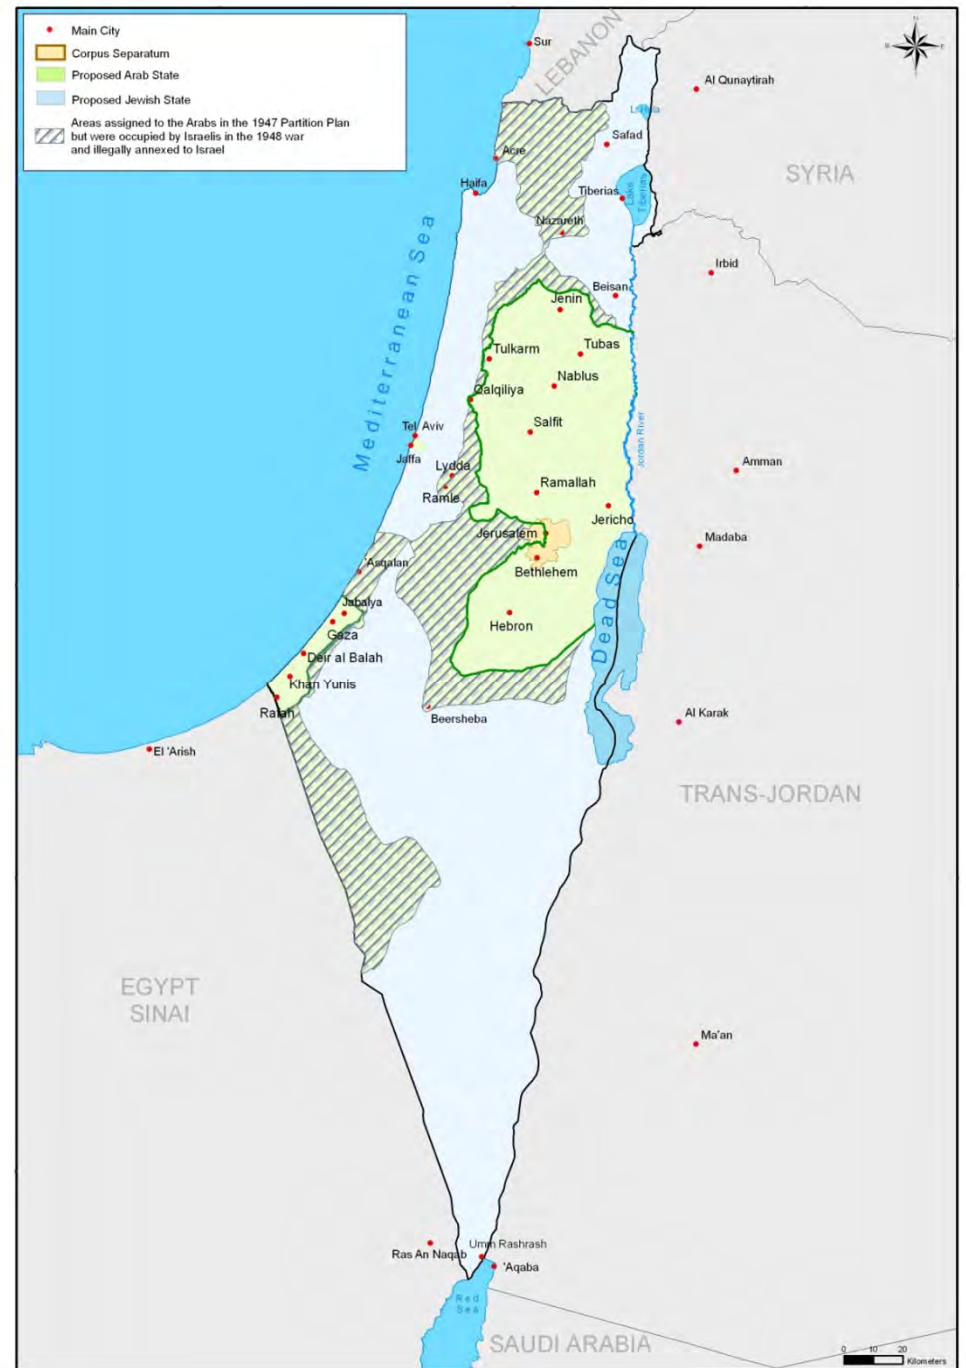 Main City
Corpus Separatum
Proposed Arab State
Proposed Jewish State
Areas assigned to the Arabs in the 1947 Partition Plan
but were occupied by Israelis in the 1948 war
and illegally annexed to Israel
N
E
S
Sur
LEBANON
Al Qunaytirah
Safad
SYRIA
Acre
Haifa
Tiberias
Lake
Tiberias
Nazareth
Mediterranean Sea
Irbid
Beisan
Jenin
Tulkarm
Tubas
Nablus
Qalqiliya
Salfit
Tel Aviv
Jaffa
Jordan River
Lydda
Amman
Ramle
Ramallah
Jericho
Jerusalem
Madaba
Bethlehem
'Asqalan
Dead Sea
Jabalya
Gaza
Hebron
Deir al Balah
Khan Yunis
Rafah
Beersheba
Al Karak
El 'Arish
TRANS-JORDAN
EGYPT
SINAI
Ma'an
Umm Rashrash
Ras An Naqab
'Aqaba
Red
Sea
SAUDI ARABIA
0 10 20
Kilometers